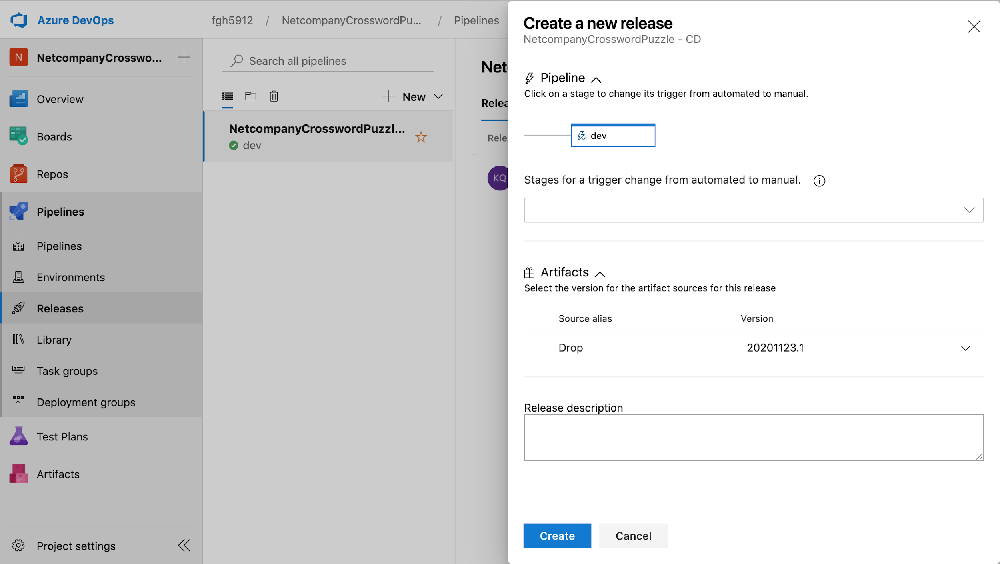 Azure DevOps
fgh5912 / NetcompanyCrosswordPu... / Pipelines
N NetcompanyCrosswo...
Overview
Boards
Repos
Pipelines
Pipelines
Environments
Releases
Library
Task groups
Deployment groups
Test Plans
Artifacts
Project settings
Search all pipelines
New
NetcompanyCrosswordPuzzl...
dev
Net
Relea
Rele
KQ
Create a new release
NetcompanyCrosswordPuzzle - CD
Pipeline
Click on a stage to change its trigger from automated to manual.
dev
Stages for a trigger change from automated to manual.
Artifacts
Select the version for the artifact sources for this release
Source alias Version
Drop 20201123.1
Release description
Create Cancel